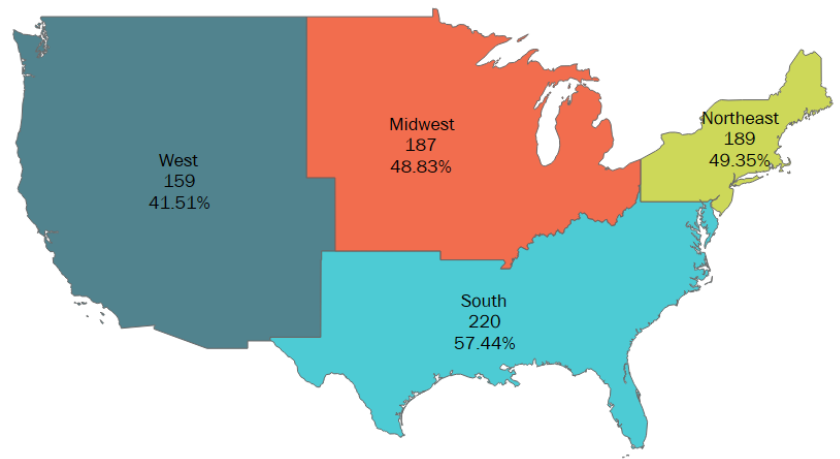 West
159
41.51%
Midwest
187
48.83%
Northeast
189
49.35%
South
220
57.44%